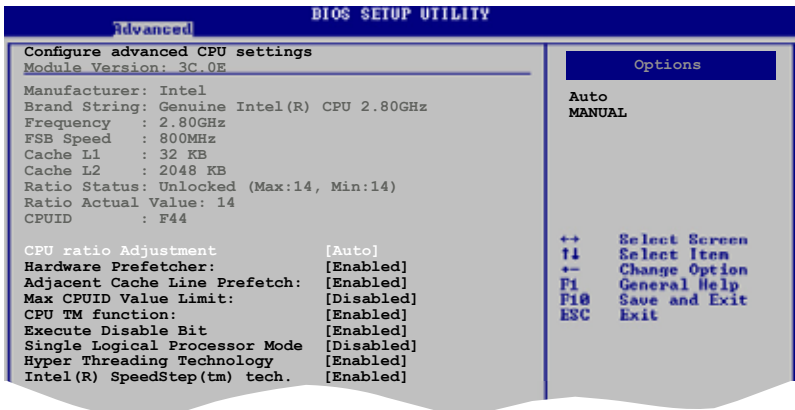 BIOS SETUP UTILITY
Advanced
Configure advanced CPU settings
Module Version: 3C.0E
Manufacturer: Intel
Brand String: Genuine Intel(R) CPU 2.80GHz
Frequency : 2.80GHz
FSB Speed : 800MHz
Cache L1 : 32 KB
Cache L2 : 2048 KB
Ratio Status: Unlocked (Max:14, Min:14)
Ratio Actual Value: 14
CPUID : F44
CPU ratio Adjustment [Auto]
Hardware Prefetcher: [Enabled]
Adjacent Cache Line Prefetch: [Enabled]
Max CPUID Value Limit: [Disabled]
CPU TM function: [Enabled]
Execute Disable Bit [Enabled]
Single Logical Processor Mode [Disabled]
Hyper Threading Technology [Enabled]
Intel(R) SpeedStep(tm) tech. [Enabled]
Options
Auto
MANUAL
←→ Select Screen
↑↓ Select Item
+- Change Option
F1 General Help
F10 Save and Exit
ESC Exit